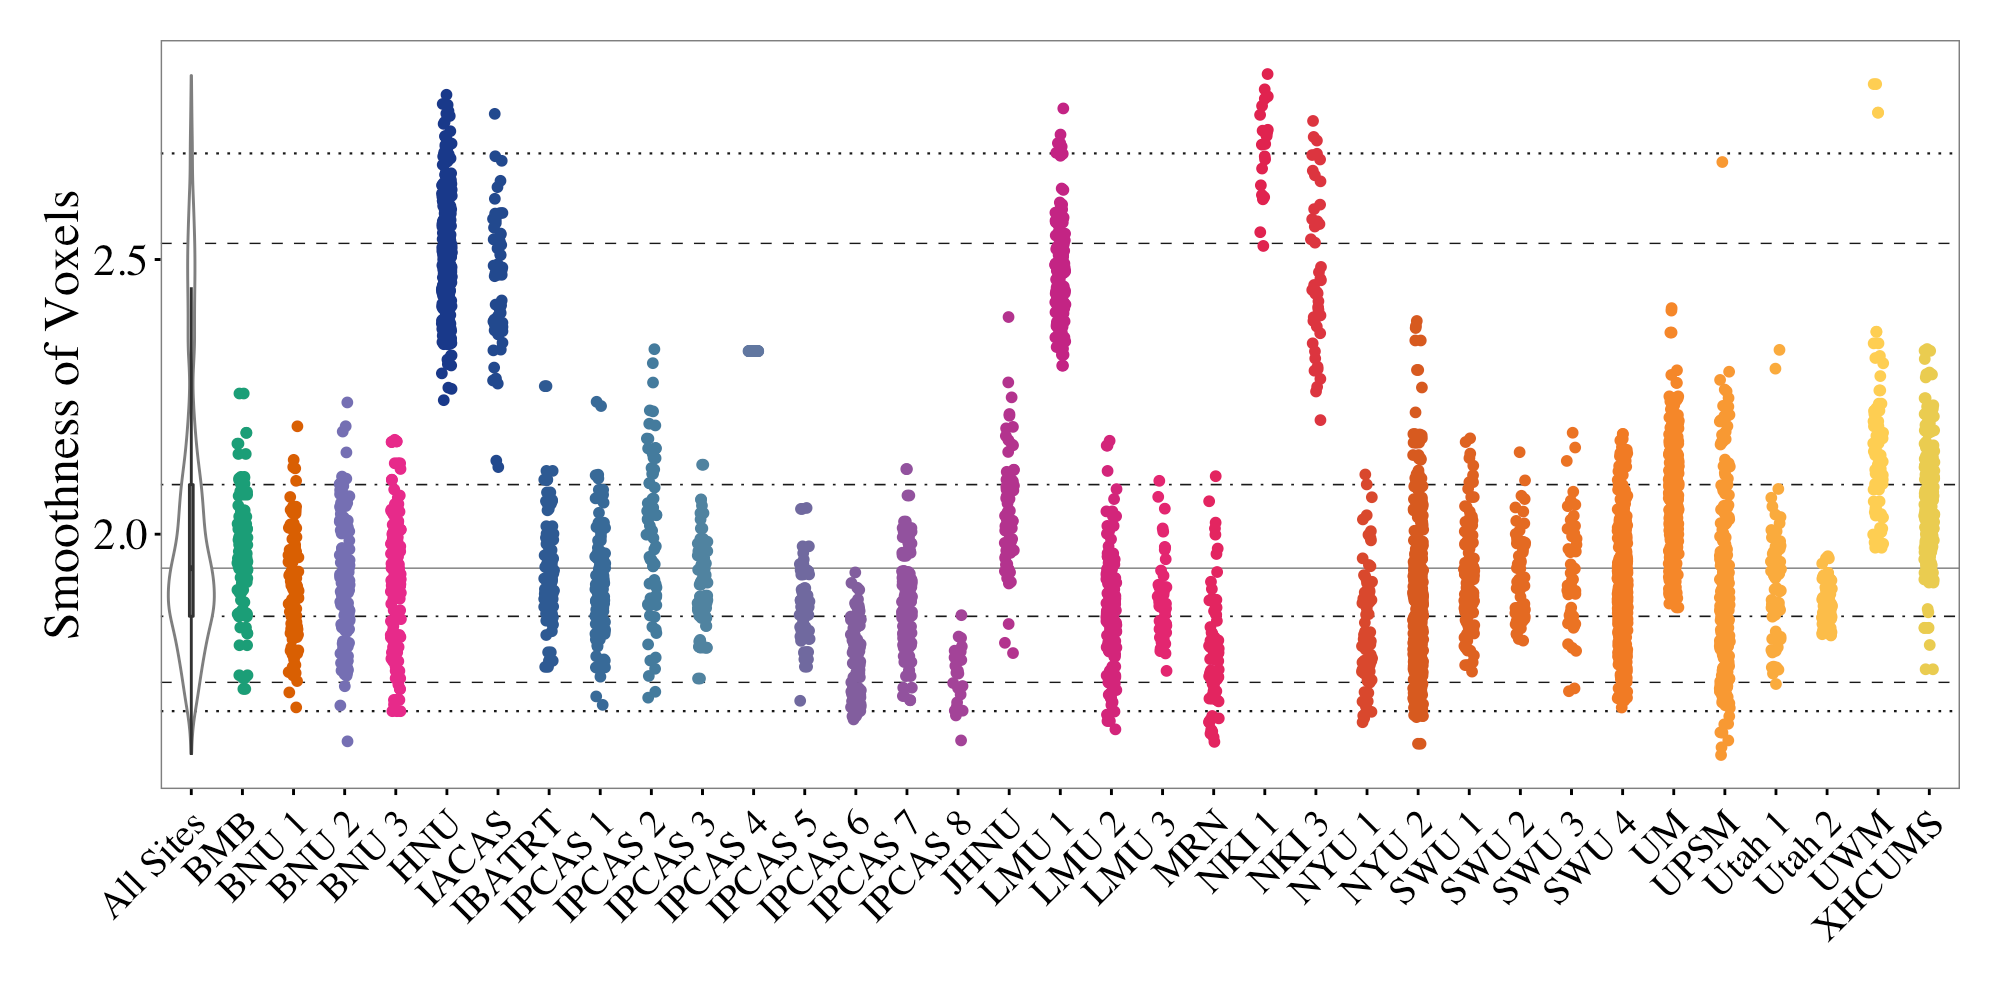 Smoothness of Voxels
2.5
2.0
All Sites
BMB
BNU 1
BNU 2
BNU 3
HNU
IACAS
IBATRT
IPCAS 1
IPCAS 2
IPCAS 3
IPCAS 4
IPCAS 5
IPCAS 6
IPCAS 7
IPCAS 8
JHNU
LMU 1
LMU 2
LMU 3
MRN
NKI 1
NKI 3
NYU 1
NYU 2
SWU 1
SWU 2
SWU 3
SWU 4
UM
UPSM
Utah 1
Utah 2
UWM
XHCUMS